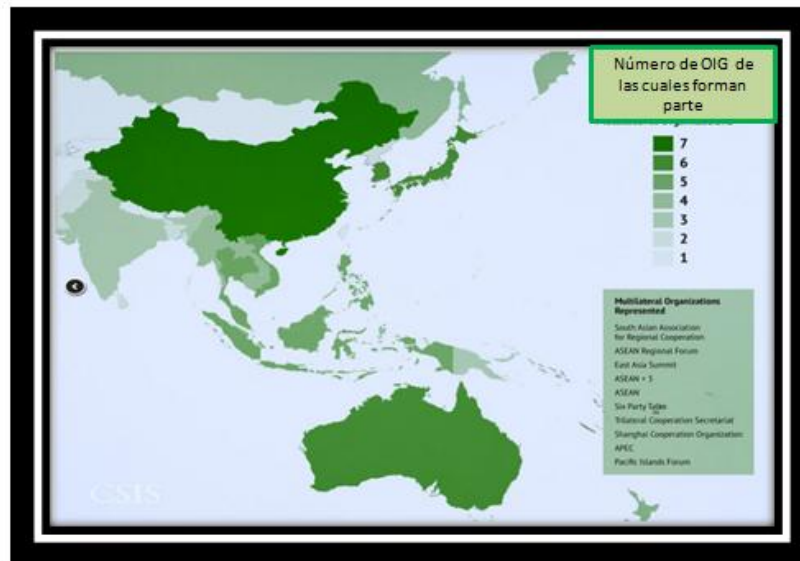 Número de OIG de
las cuales forman
parte
7
6
5
4
3
2
1
Multilateral Organizations
Represented
South Asian Association
for Regional Cooperation
ASEAN Regional Forum
East Asia Summit
ASEAN + 3
ASEAN
Six Party Talks
Trilateral Cooperation Secretariat
Shanghai Cooperation Organization
APEC
Pacific Islands Forum
CSIS